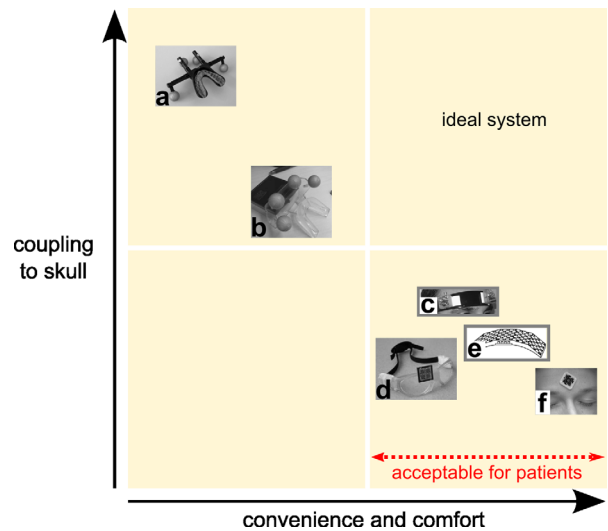 a
ideal system
b
coupling
to skull
c
e
d
f
acceptable for patients
convenience and comfort